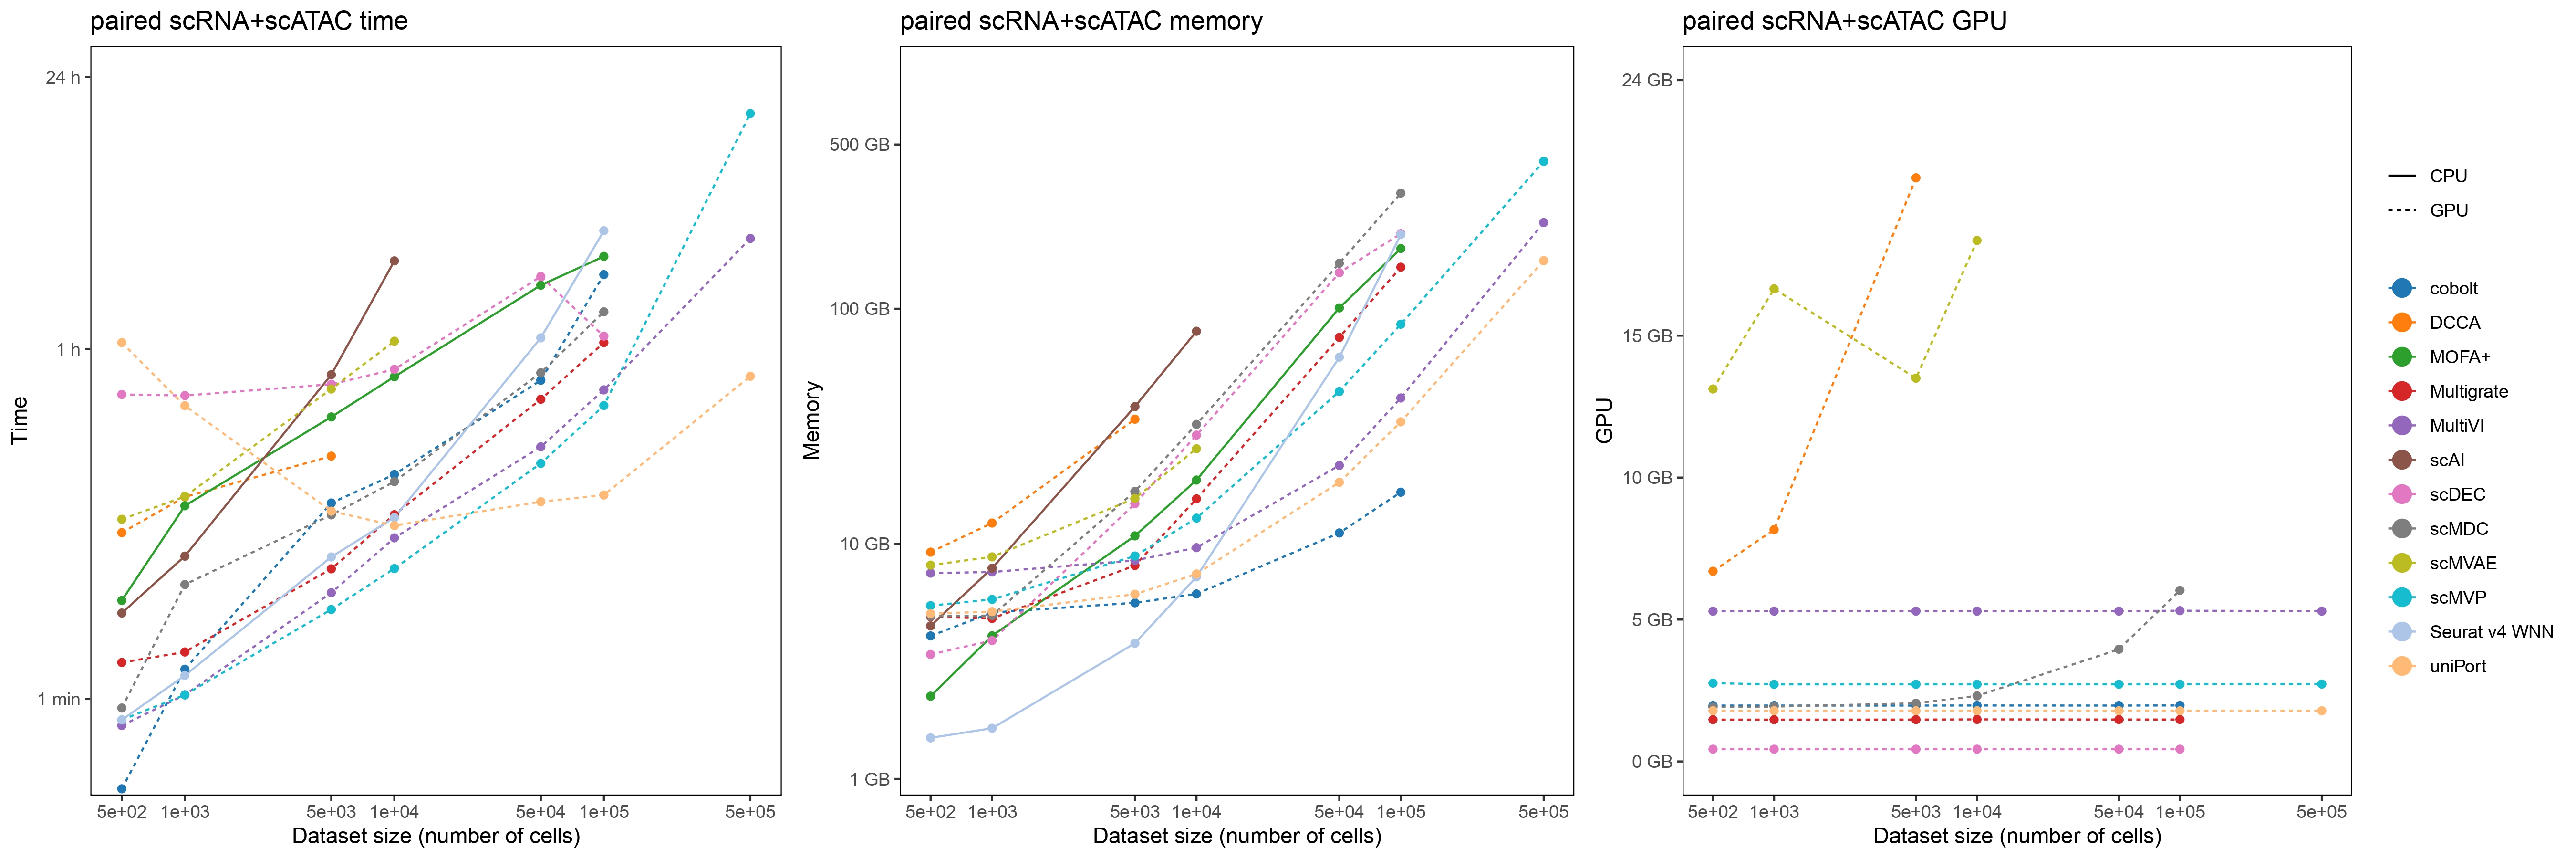 paired scRNA+scATAC time
24 h
1 h
1 min
Time
5e+02 1e+03 5e+03 1e+04 5e+04 1e+05 5e+05
Dataset size (number of cells)
paired scRNA+scATAC memory
500 GB
100 GB
10 GB
1 GB
Memory
5e+02 1e+03 5e+03 1e+04 5e+04 1e+05 5e+05
Dataset size (number of cells)
paired scRNA+scATAC GPU
24 GB
15 GB
10 GB
5 GB
0 GB
GPU
5e+02 1e+03 5e+03 1e+04 5e+04 1e+05 5e+05
Dataset size (number of cells)
CPU
GPU
cobolt
DCCA
MOFA+
Multigrate
MultiVI
scAI
scDEC
scMDC
scMVAE
scMVP
Seurat v4 WNN
uniPort